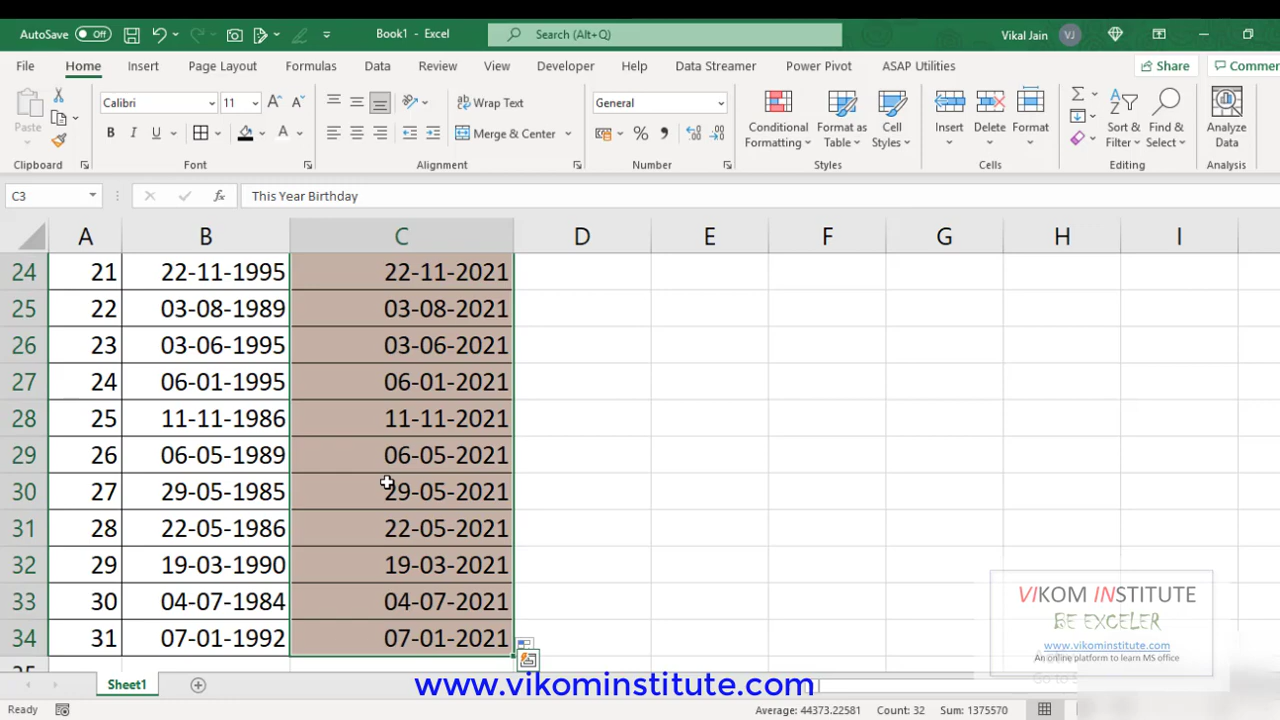 AutoSave Off Book1 - Excel Search (Alt+Q) Vikal Jain VJ
File Home Insert Page Layout Formulas Data Review View Developer Help Data Streamer Power Pivot ASAP Utilities Share Commen
Paste Calibri 11 A A Wrap Text General Conditional Formatting Format as Table Cell Styles Insert Delete Format Sort & Filter Find & Select Analyze Data
B I U A Merge & Center %
Clipboard Font Alignment Number Styles Cells Editing Analysis
C3 fx This Year Birthday
A B C D E F G H I
24 21 22-11-1995 22-11-2021
25 22 03-08-1989 03-08-2021
26 23 03-06-1995 03-06-2021
27 24 06-01-1995 06-01-2021
28 25 11-11-1986 11-11-2021
29 26 06-05-1989 06-05-2021
30 27 29-05-1985 29-05-2021
31 28 22-05-1986 22-05-2021
32 29 19-03-1990 19-03-2021
33 30 04-07-1984 04-07-2021
34 31 07-01-1992 07-01-2021
VIKOM INSTITUTE
BE EXCELER
www.vikominstitute.com
An online platform to learn MS office
Sheet1
www.vikominstitute.com
Ready Average: 44373.22581 Count: 32 Sum: 1375570